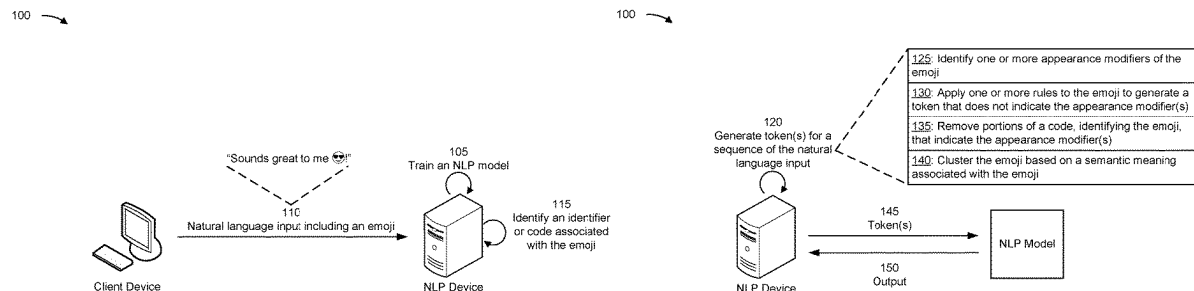 100
"Sounds great to me 😎!"
110
Natural language input including an emoji
105
Train an NLP model
115
Identify an identifier
or code associated
with the emoji
Client Device
NLP Device
100
120
Generate token(s) for a
sequence of the natural
language input
125: Identify one or more appearance modifiers of the
emoji
130: Apply one or more rules to the emoji to generate a
token that does not indicate the appearance modifier(s)
135: Remove portions of a code, identifying the emoji,
that indicate the appearance modifier(s)
140: Cluster the emoji based on a semantic meaning
associated with the emoji
145
Token(s)
150
Output
NLP Model
NLP Device